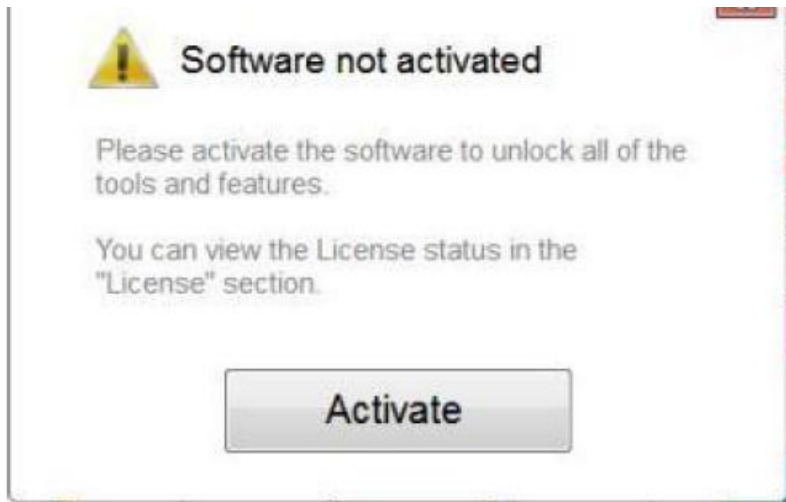 Software not activated
Please activate the software to unlock all of the
tools and features.
You can view the License status in the
"License" section.
Activate